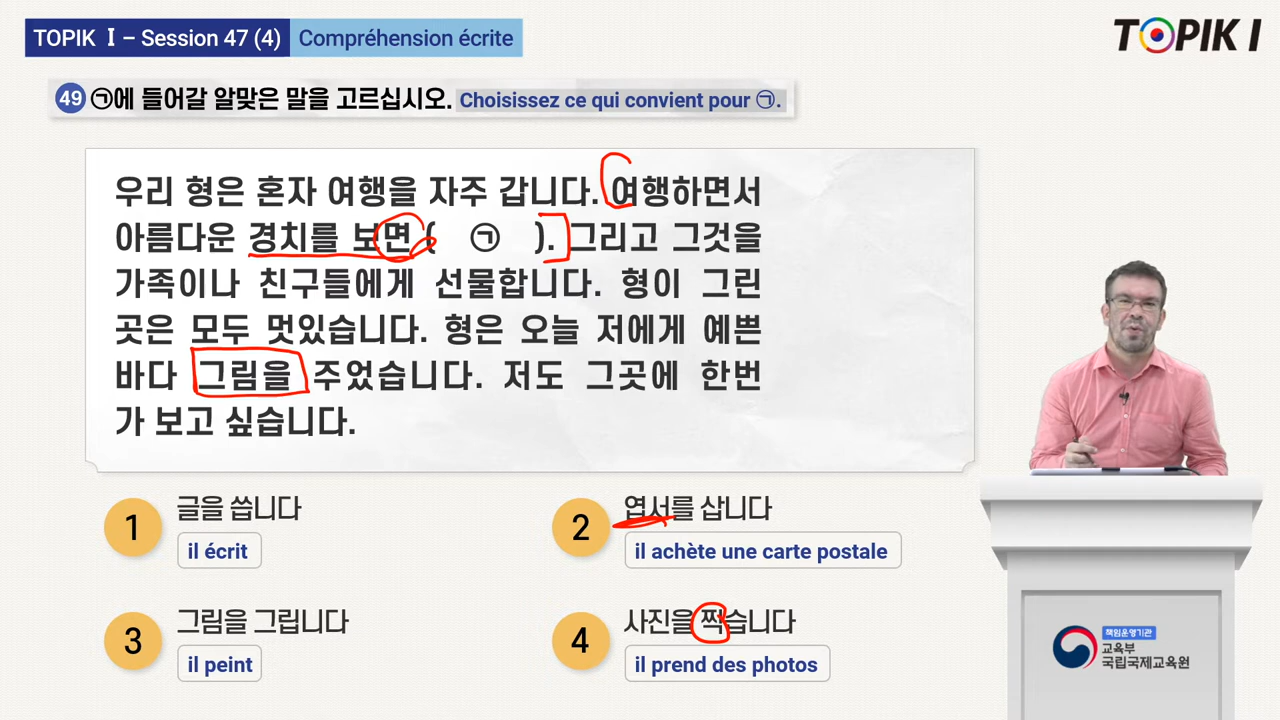 TOPIK Ⅰ – Session 47 (4) Compréhension écrite
TOPIK I
49 ㉠에 들어갈 알맞은 말을 고르십시오. Choisissez ce qui convient pour ㉠.
우리 형은 혼자 여행을 자주 갑니다. 여행하면서
아름다운 경치를 보면 ( ㉠ ). 그리고 그것을
가족이나 친구들에게 선물합니다. 형이 그린
곳은 모두 멋있습니다. 형은 오늘 저에게 예쁜
바다 그림을 주었습니다. 저도 그곳에 한번
가 보고 싶습니다.
1 글을 씁니다
il écrit
2 엽서를 삽니다
il achète une carte postale
3 그림을 그립니다
il peint
4 사진을 찍습니다
il prend des photos
책임운영기관
교육부
국립국제교육원